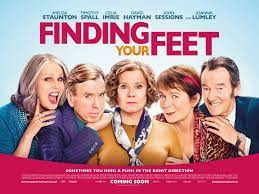 IMELDA STAUNTON TIMOTHY SPALL CELIA IMRIE DAVID HAYMAN JOHN SESSIONS JOANNA LUMLEY
FINDING
YOUR FEET
SOMETIMES YOU NEED A PUSH IN THE RIGHT DIRECTION
COMING SOON